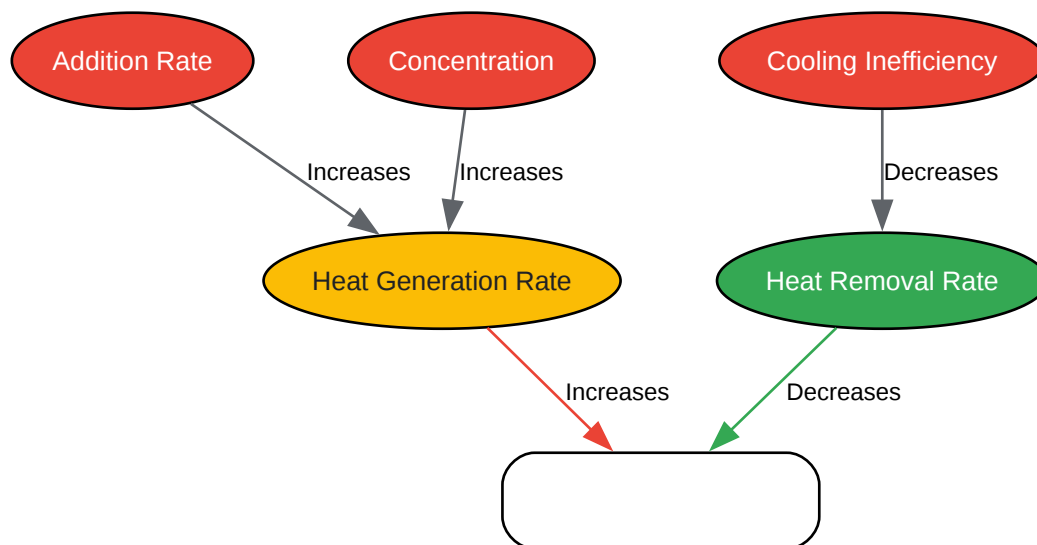 Addition Rate
Concentration
Cooling Inefficiency
Increases
Increases
Decreases
Heat Generation Rate
Heat Removal Rate
Increases
Decreases